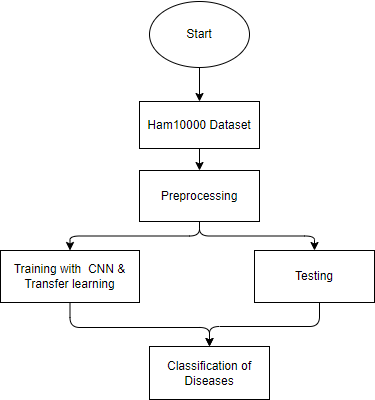 Start
Ham10000 Dataset
Preprocessing
Training with CNN &
Transfer learning
Testing
Classification of
Diseases